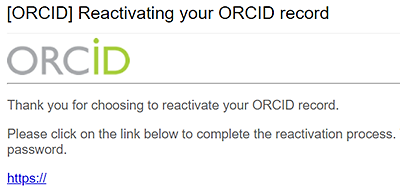 [ORCID] Reactivating your ORCID record
ORCID
Thank you for choosing to reactivate your ORCID record.
Please click on the link below to complete the reactivation process.
password.
https://